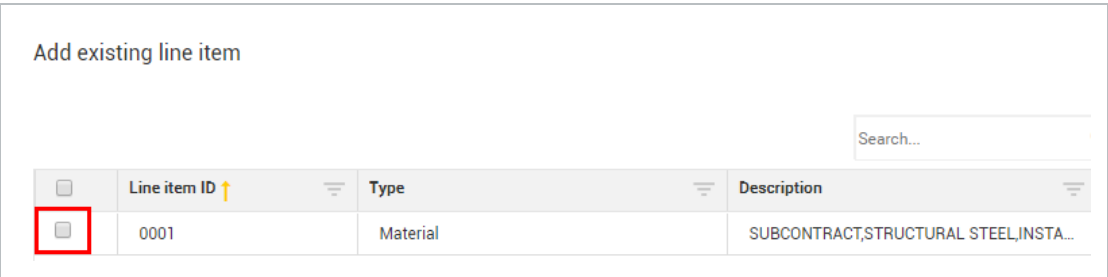 Add existing line item
Search...
Line item ID Type Description
0001 Material SUBCONTRACT,STRUCTURAL STEEL,INSTA...